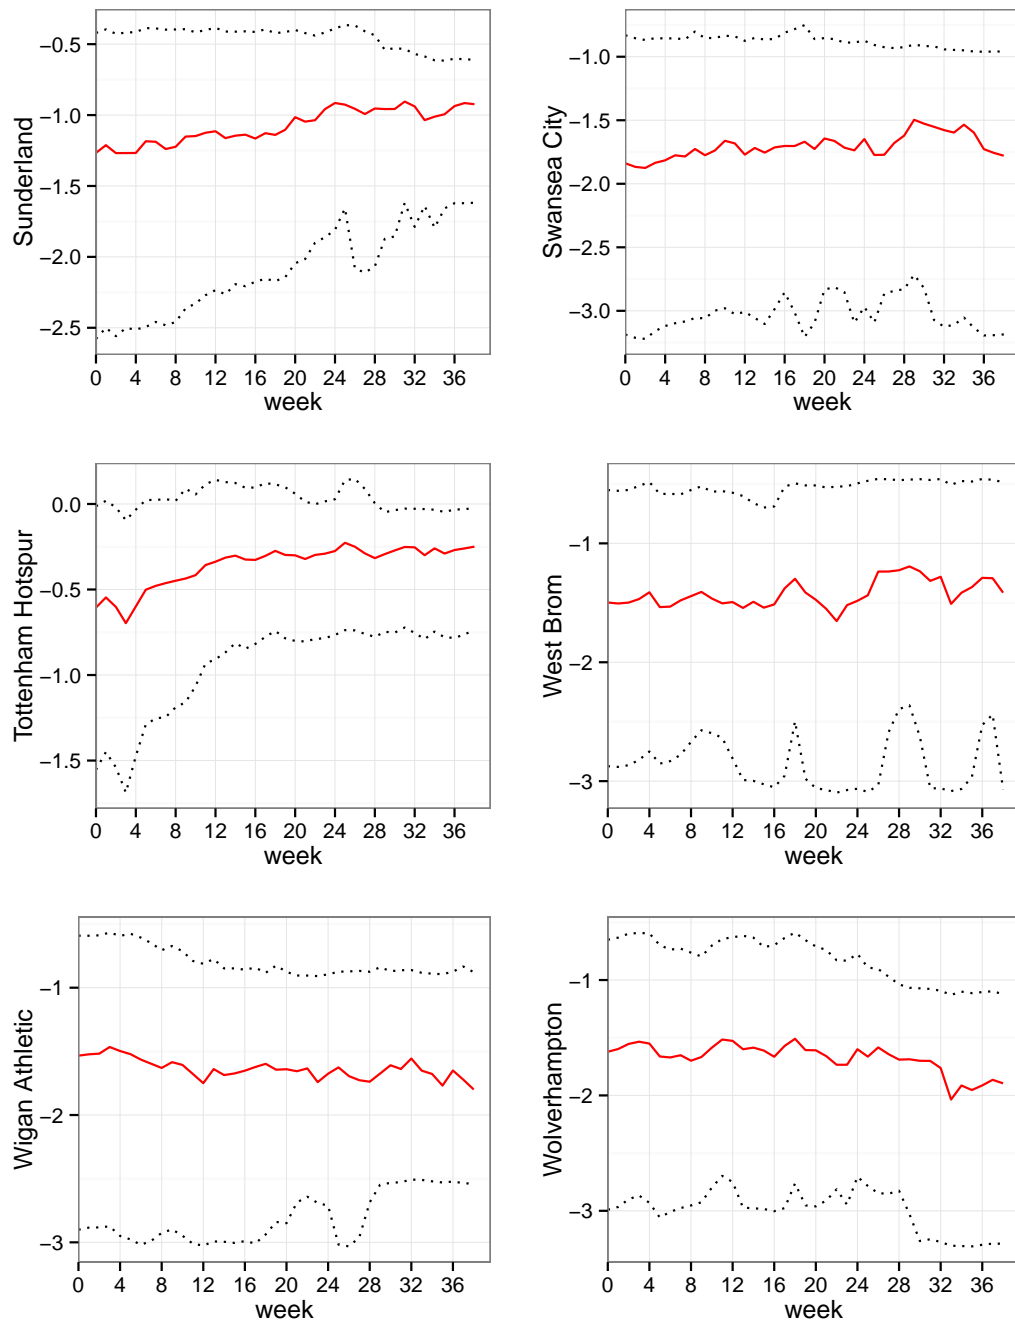 Sunderland
−0.5
−1.0
−1.5
−2.0
−2.5
0 4 8 12 16 20 24 28 32 36
week
Swansea City
−1.0
−1.5
−2.0
−2.5
−3.0
0 4 8 12 16 20 24 28 32 36
week
Tottenham Hotspur
0.0
−0.5
−1.0
−1.5
0 4 8 12 16 20 24 28 32 36
week
West Brom
−1
−2
−3
0 4 8 12 16 20 24 28 32 36
week
Wigan Athletic
−1
−2
−3
0 4 8 12 16 20 24 28 32 36
week
Wolverhampton
−1
−2
−3
0 4 8 12 16 20 24 28 32 36
week